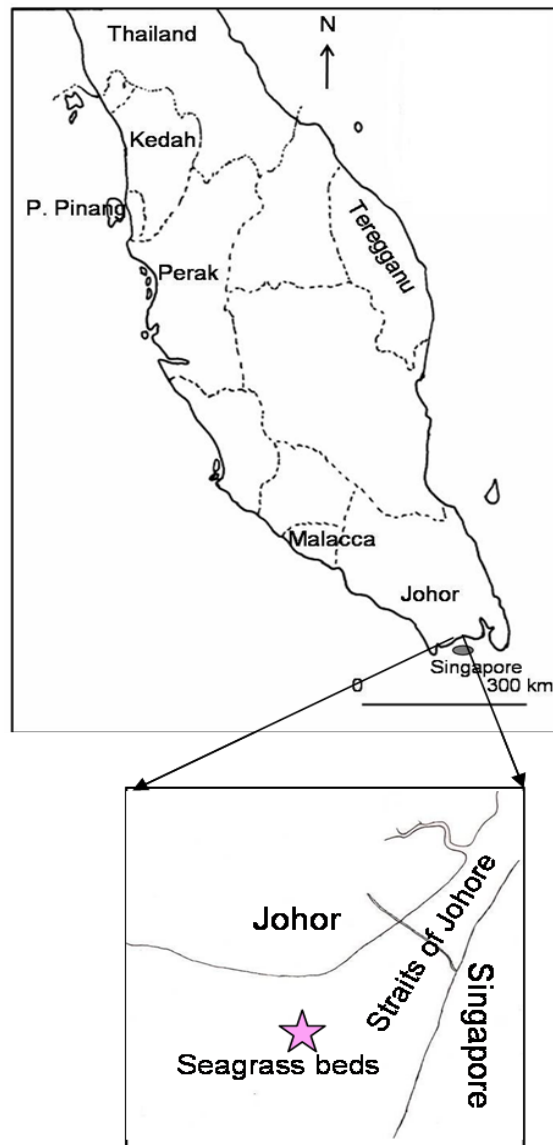 Thailand
N
Kedah
P. Pinang
Teregganu
Perak
Malacca
Johor
Singapore
0 300 km
Johor
Straits of Johore
Singapore
Seagrass beds